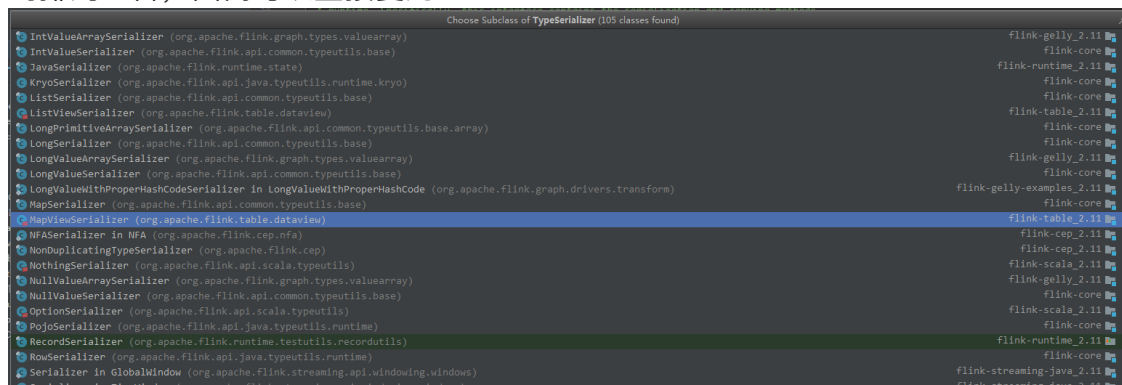 Choose Subclass of TypeSerializer (105 classes found)
IntValueArraySerializer (org.apache.flink.graph.types.valuearray) flink-gelly_2.11
IntValueSerializer (org.apache.flink.api.common.typeutils.base) flink-core
JavaSerializer (org.apache.flink.runtime.state) flink-runtime_2.11
KryoSerializer (org.apache.flink.api.java.typeutils.runtime.kryo) flink-core
ListSerializer (org.apache.flink.api.common.typeutils.base) flink-core
ListViewSerializer (org.apache.flink.table.dataview) flink-table_2.11
LongPrimitiveArraySerializer (org.apache.flink.api.common.typeutils.base.array) flink-core
LongSerializer (org.apache.flink.api.common.typeutils.base) flink-core
LongValueArraySerializer (org.apache.flink.graph.types.valuearray) flink-gelly_2.11
LongValueSerializer (org.apache.flink.api.common.typeutils.base) flink-core
LongValueWithProperHashCodeSerializer in LongValueWithProperHashCode (org.apache.flink.graph.drivers.transform) flink-gelly-examples_2.11
MapSerializer (org.apache.flink.api.common.typeutils.base) flink-core
MapViewSerializer (org.apache.flink.table.dataview) flink-table_2.11
NFASerializer in NFA (org.apache.flink.cep.nfa) flink-cep_2.11
NonDuplicatingTypeSerializer (org.apache.flink.cep) flink-cep_2.11
NothingSerializer (org.apache.flink.api.scala.typeutils) flink-scala_2.11
NullValueArraySerializer (org.apache.flink.graph.types.valuearray) flink-gelly_2.11
NullValueSerializer (org.apache.flink.api.common.typeutils.base) flink-core
OptionSerializer (org.apache.flink.api.scala.typeutils) flink-scala_2.11
PojoSerializer (org.apache.flink.api.java.typeutils.runtime) flink-core
RecordSerializer (org.apache.flink.runtime.testutils.recordutils) flink-runtime_2.11
RowSerializer (org.apache.flink.api.java.typeutils.runtime) flink-core
Serializer in GlobalWindow (org.apache.flink.streaming.api.windowing.windows) flink-streaming-java_2.11